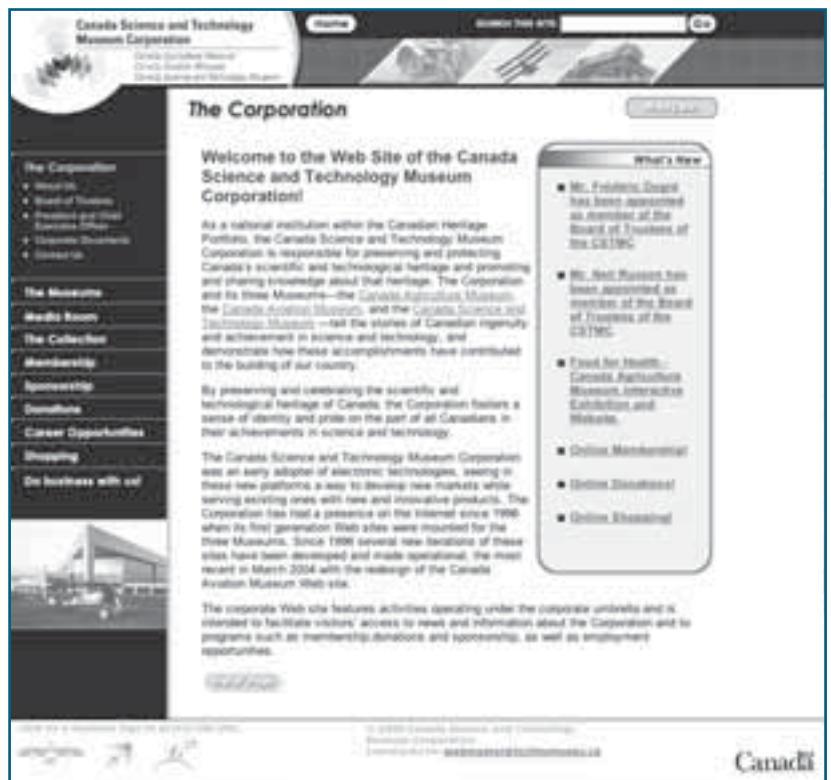 Canada Science and Technology
Museum Corporation
Home
SEARCH THIS SITE
Go
The Corporation
The Corporation
About Us
Board of Trustees
President and Chief
Executive Officer
Corporate Documents
Contact Us
The Museums
Media Room
The Collection
Membership
Sponsorship
Donations
Career Opportunities
Shopping
Do business with us!
Welcome to the Web Site of the Canada
Science and Technology Museum
Corporation!
As a national institution within the Canadian Heritage
Portfolio, the Canada Science and Technology Museum
Corporation is responsible for preserving and protecting
Canada's scientific and technological heritage and promoting
and sharing knowledge about that heritage. The Corporation
and its three Museums—the Canada Agriculture Museum,
the Canada Aviation Museum, and the Canada Science and
Technology Museum —tell the stories of Canadian ingenuity
and achievement in science and technology, and
demonstrate how these accomplishments have contributed
to the building of our country.
By preserving and celebrating the scientific and
technological heritage of Canada, the Corporation fosters a
sense of identity and pride on the part of all Canadians in
their achievements in science and technology.
The Canada Science and Technology Museum Corporation
was an early adopter of electronic technologies, seeing in
these new platforms a way to develop new markets while
serving existing ones with new and innovative products. The
Corporation has had a presence on the Internet since 1996
when its first generation Web sites were mounted for the
three Museums. Since 1996 several new iterations of these
sites have been developed and made operational, the most
recent in March 2004 with the redesign of the Canada
Aviation Museum Web site.
The corporate Web site features activities operating under the corporate umbrella and is
intended to facilitate visitors' access to news and information about the Corporation and to
programs such as membership, donations and sponsorship, as well as employment
opportunities.
What's New
has been appointed
as member of the
Board of Trustees of
the CSTMC
Mr. Neil Russon has
been appointed as
member of the Board
of Trustees of the
CSTMC
Food for Health -
Canada Agriculture
Museum interactive
Exhibition and
Website.
Online Membership!
Online Donations!
Online Shopping!
Canada